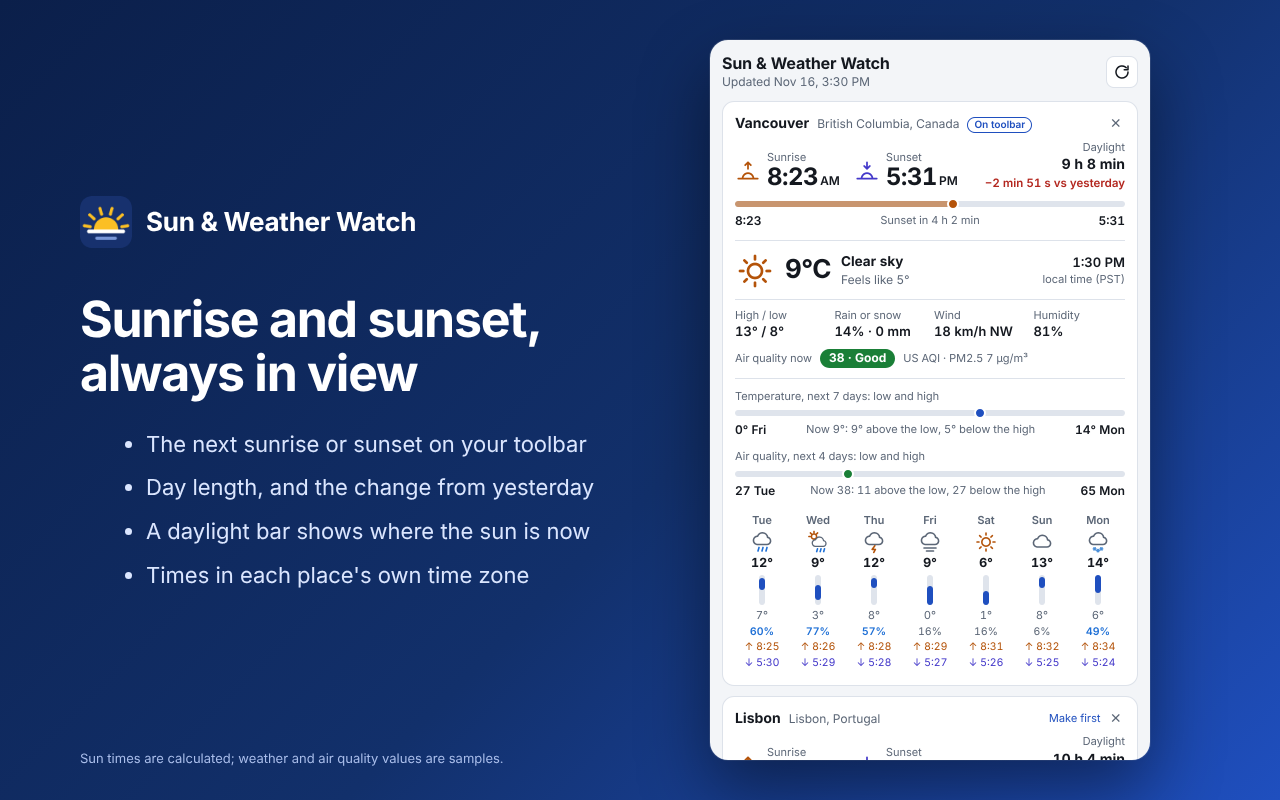 Sun & Weather Watch
Sunrise and sunset,
always in view
• The next sunrise or sunset on your toolbar
• Day length, and the change from yesterday
• A daylight bar shows where the sun is now
• Times in each place's own time zone
Sun times are calculated; weather and air quality values are samples.
Sun & Weather Watch
Updated Nov 16, 3:30 PM
Vancouver British Columbia, Canada On toolbar ×
Sunrise Sunset Daylight
8:23 AM 5:31 PM 9 h 8 min
−2 min 51 s vs yesterday
8:23 Sunset in 4 h 2 min 5:31
9°C Clear sky 1:30 PM
Feels like 5° local time (PST)
High / low Rain or snow Wind Humidity
13° / 8° 14% · 0 mm 18 km/h NW 81%
Air quality now 38 · Good US AQI · PM2.5 7 µg/m³
Temperature, next 7 days: low and high
0° Fri Now 9°: 9° above the low, 5° below the high 14° Mon
Air quality, next 4 days: low and high
27 Tue Now 38: 11 above the low, 27 below the high 65 Mon
Tue Wed Thu Fri Sat Sun Mon
12° 9° 12° 9° 6° 13° 14°
7° 3° 8° 0° 1° 8° 6°
60% 77% 57% 16% 16% 6% 49%
↑ 8:25 ↑ 8:26 ↑ 8:28 ↑ 8:29 ↑ 8:31 ↑ 8:32 ↑ 8:34
↓ 5:30 ↓ 5:29 ↓ 5:28 ↓ 5:27 ↓ 5:26 ↓ 5:25 ↓ 5:24
Lisbon Lisbon, Portugal Make first ×
Sunrise Sunset Daylight
10 h 4 min